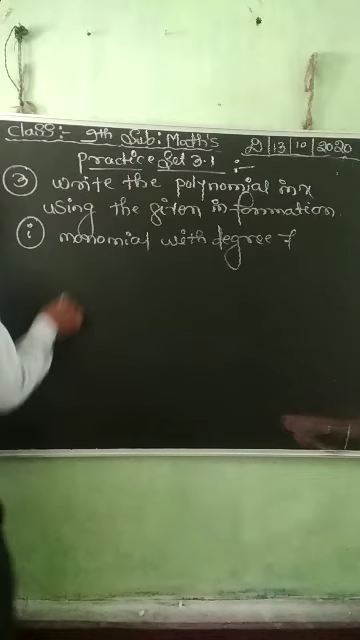 Class:- 9th Sub: Math's D|13|10|2020
practice Set 3.1 :-
③ write the polynomial in x
using the given information.
(i) monomial with degree 7